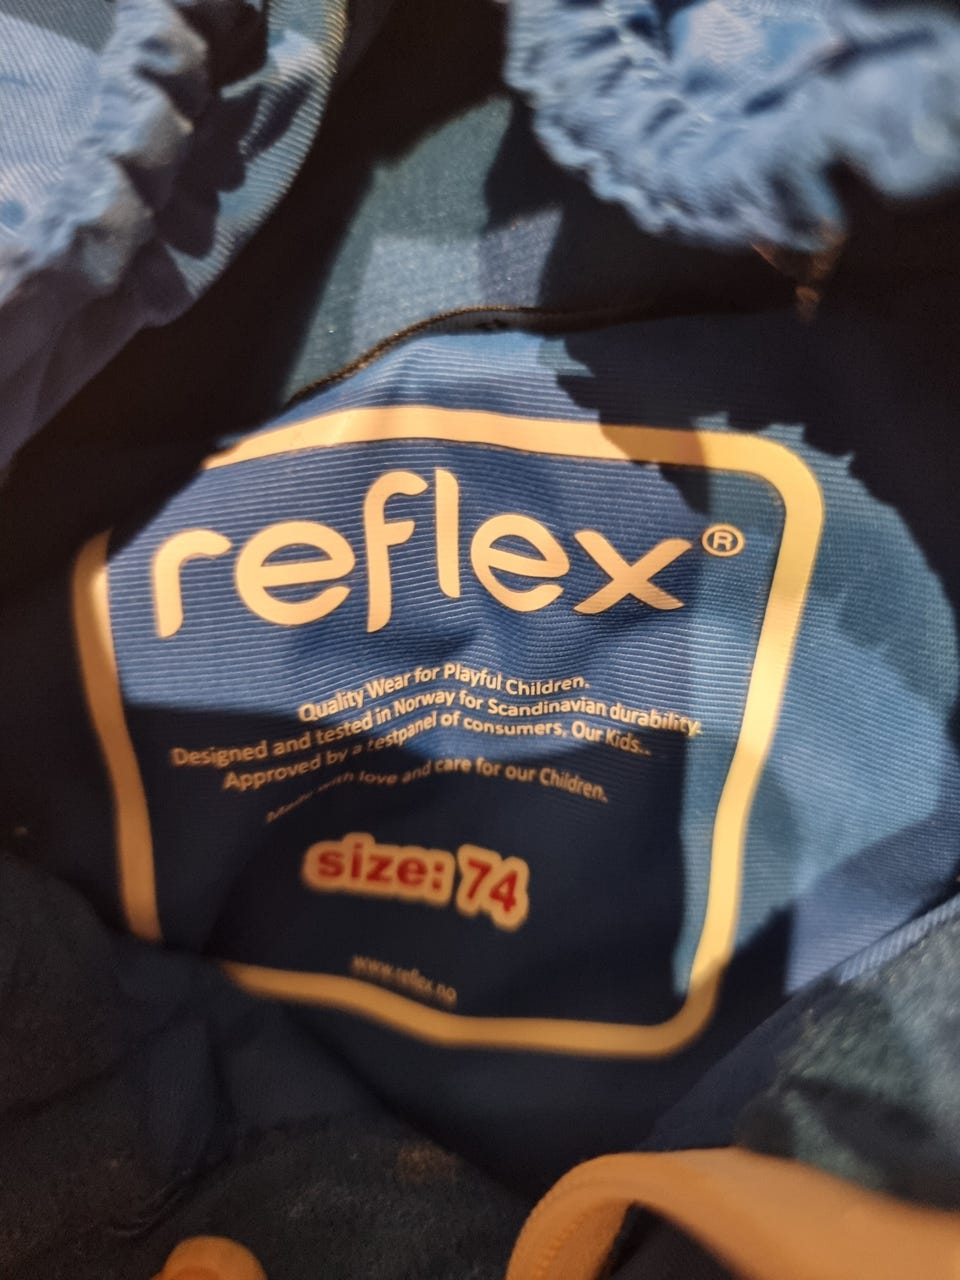 reflex®
Quality Wear for Playful Children.
Designed and tested in Norway for Scandinavian durability.
Approved by a testpanel of consumers, Our Kids..
Made with love and care for our Children.
size: 74
www.reflex.no